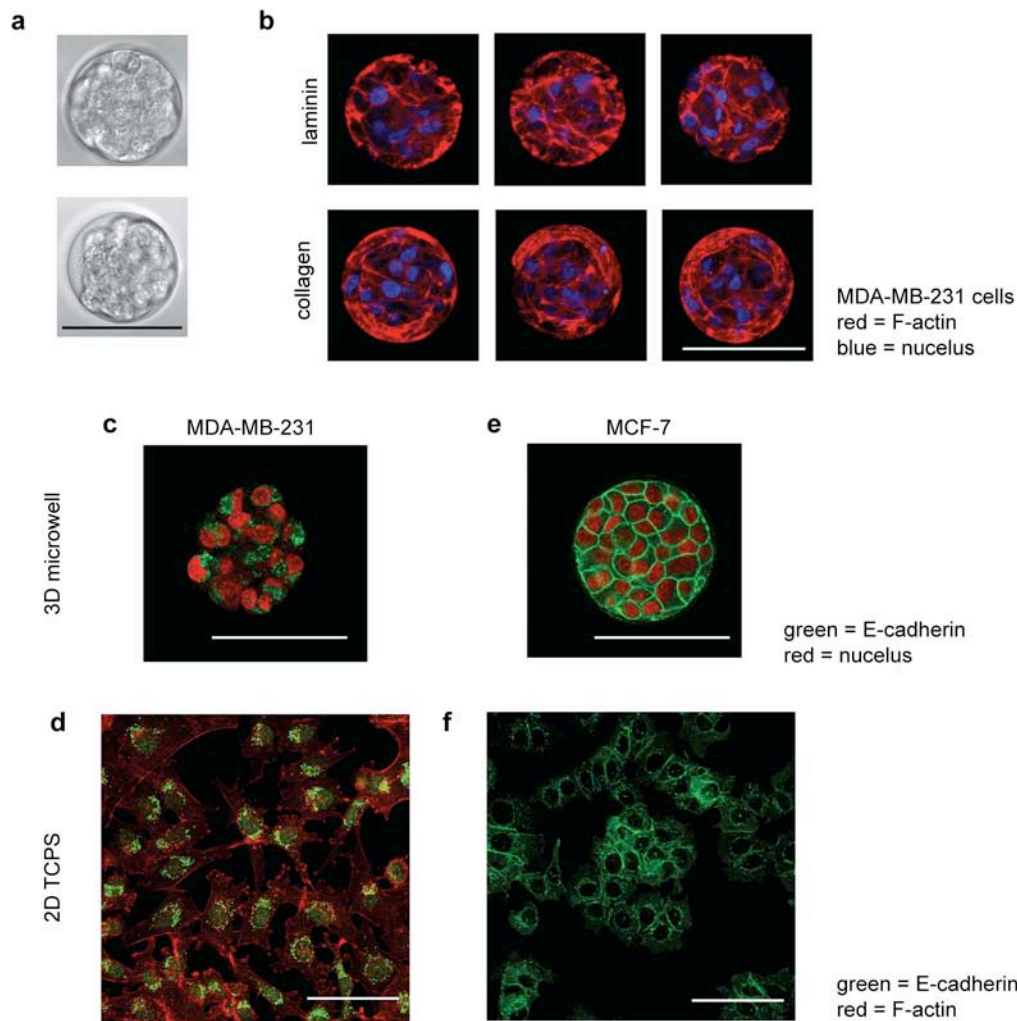 a
b
laminin
collagen
MDA-MB-231 cells
red = F-actin
blue = nucelus
c
MDA-MB-231
e
MCF-7
3D microwell
green = E-cadherin
red = nucelus
d
f
2D TCPS
green = E-cadherin
red = F-actin